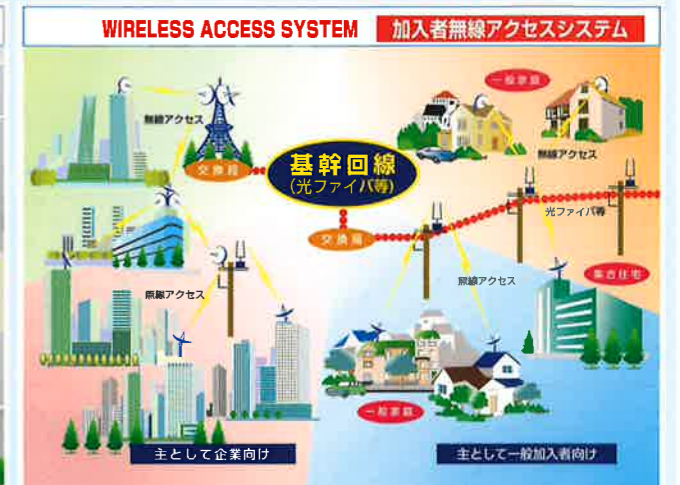 WIRELESS ACCESS SYSTEM 加入者無線アクセスシステム
一般家庭
無線アクセス
無線アクセス
交換局
基幹回線
(光ファイバ等)
光ファイバ等
交換局
集合住宅
無線アクセス
無線アクセス
一般家庭
主として企業向け
主として一般加入者向け